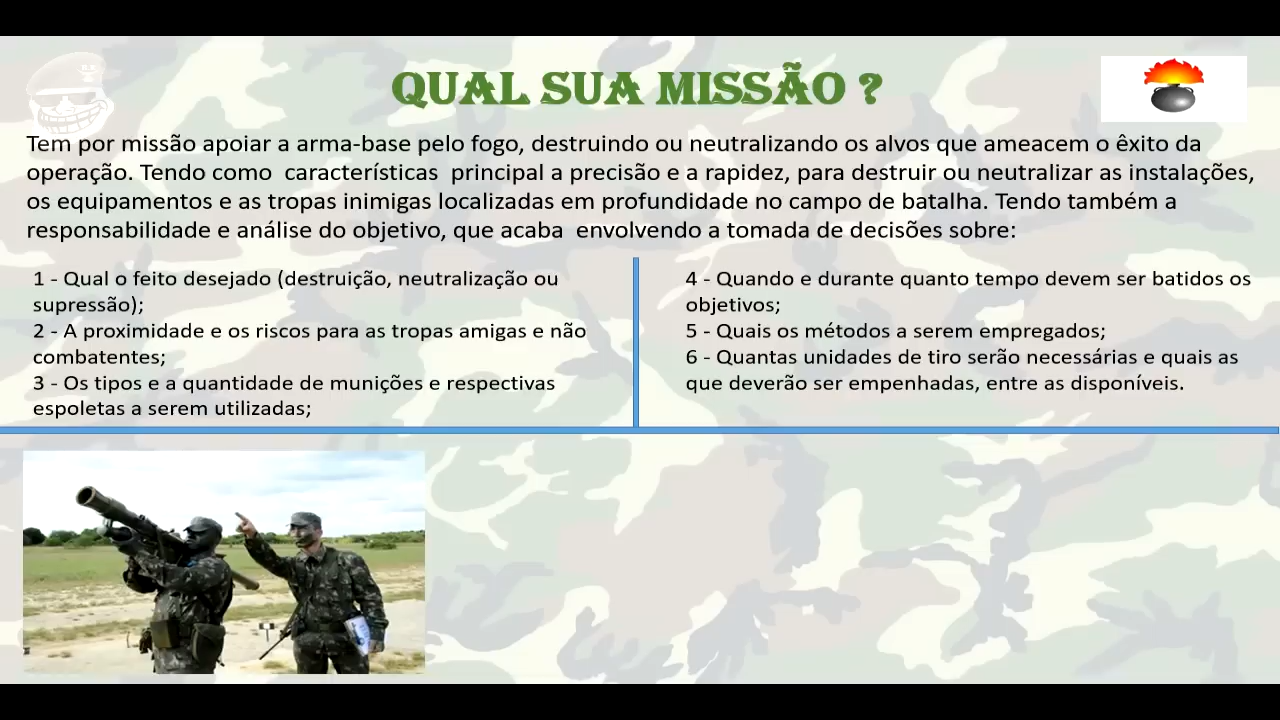 QUAL SUA MISSÃO ?
Tem por missão apoiar a arma-base pelo fogo, destruindo ou neutralizando os alvos que ameacem o êxito da
operação. Tendo como características principal a precisão e a rapidez, para destruir ou neutralizar as instalações,
os equipamentos e as tropas inimigas localizadas em profundidade no campo de batalha. Tendo também a
responsabilidade e análise do objetivo, que acaba envolvendo a tomada de decisões sobre:
1 - Qual o feito desejado (destruição, neutralização ou
supressão);
2 - A proximidade e os riscos para as tropas amigas e não
combatentes;
3 - Os tipos e a quantidade de munições e respectivas
espoletas a serem utilizadas;
4 - Quando e durante quanto tempo devem ser batidos os
objetivos;
5 - Quais os métodos a serem empregados;
6 - Quantas unidades de tiro serão necessárias e quais as
que deverão ser empenhadas, entre as disponíveis.